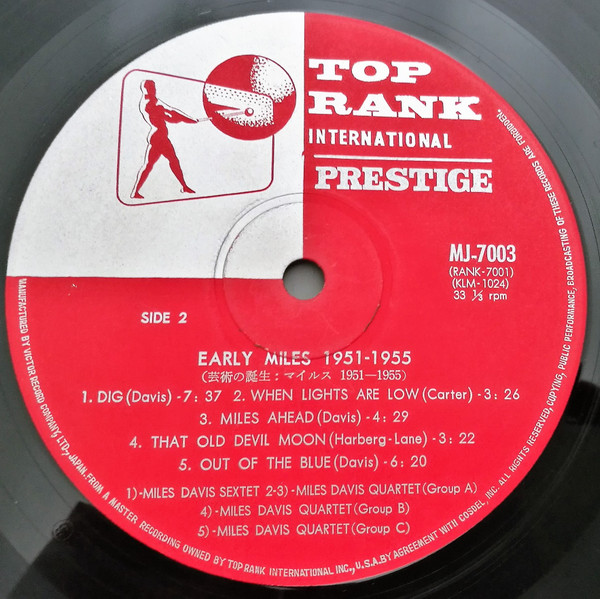 TOP
RANK
INTERNATIONAL
PRESTIGE
MJ-7003
(RANK-7001)
(KLM-1024)
33 ⅓ rpm
SIDE 2
EARLY MILES 1951-1955
(芸術の誕生：マイルス 1951—1955)
1. DIG (Davis) -7: 37 2. WHEN LIGHTS ARE LOW (Carter) -3: 26
3. MILES AHEAD (Davis) -4: 29
4. THAT OLD DEVIL MOON (Harberg-Lane) -3: 22
5. OUT OF THE BLUE (Davis) -6: 20
1)-MILES DAVIS SEXTET 2-3)-MILES DAVIS QUARTET (Group A)
4)-MILES DAVIS QUARTET (Group B)
5)-MILES DAVIS QUARTET (Group C)
MANUFACTURED BY VICTOR RECORD COMPANY, LTD., JAPAN. FROM A MASTER RECORDING OWNED BY TOP RANK INTERNATIONAL INC., U.S.A. BY AGREEMENT WITH COSDEL, INC. ALL RIGHTS RESERVED, COPYING, PUBLIC PERFORMANCE, BROADCASTING OF THESE RECORDS ARE FORBIDDEN.